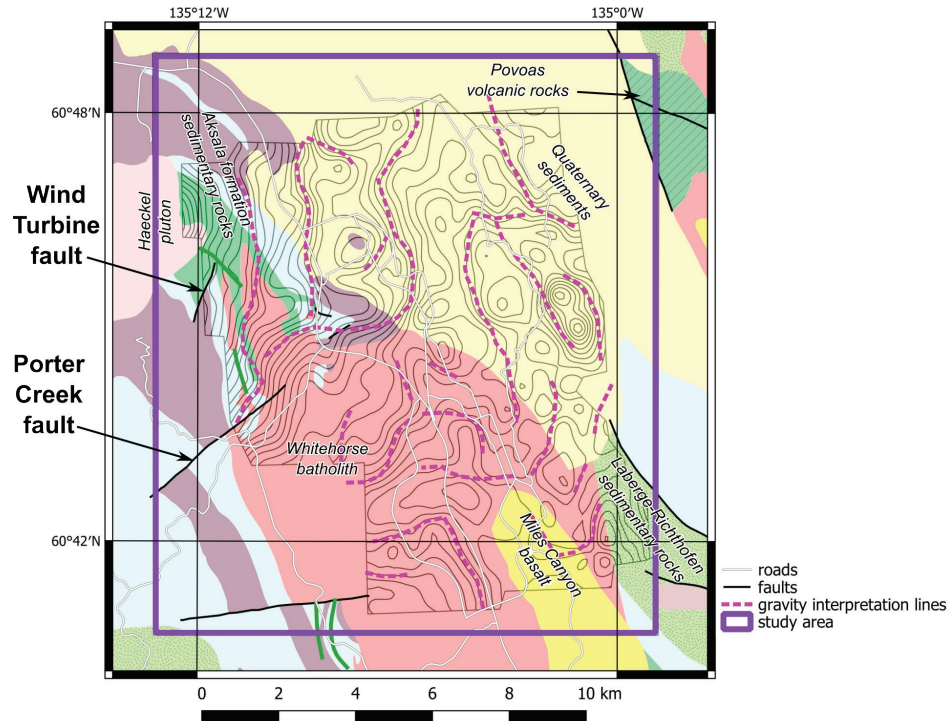 135°12'W
135°0'W
Povoas
volcanic rocks
60°48'N
Aksala formation
sedimentary rocks
Quaternary
sediments
Wind
Turbine
fault
Haeckel
pluton
Porter
Creek
fault
Whitehorse
batholith
Laberge-Richthofen
sedimentary rocks
Miles Canyon
basalt
60°42'N
roads
faults
gravity interpretation lines
study area
0 2 4 6 8 10 km